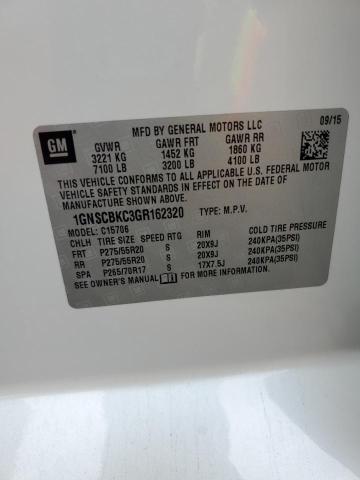 GM
MFD BY GENERAL MOTORS LLC
09/15
GVWR GAWR FRT GAWR RR
3221 KG 1452 KG 1860 KG
7100 LB 3200 LB 4100 LB
THIS VEHICLE CONFORMS TO ALL APPLICABLE U.S. FEDERAL MOTOR
VEHICLE SAFETY STANDARDS IN EFFECT ON THE DATE OF
MANUFACTURE SHOWN ABOVE.
1GNSCBKC3GR162320 TYPE: M.P.V.
MODEL: C15706
CHLH TIRE SIZE SPEED RTG RIM COLD TIRE PRESSURE
FRT P275/55R20 S 20X9J 240KPA(35PSI)
RR P275/55R20 S 20X9J 240KPA(35PSI)
SPA P265/70R17 S 17X7.5J 240KPA(35PSI)
SEE OWNER'S MANUAL FOR MORE INFORMATION.